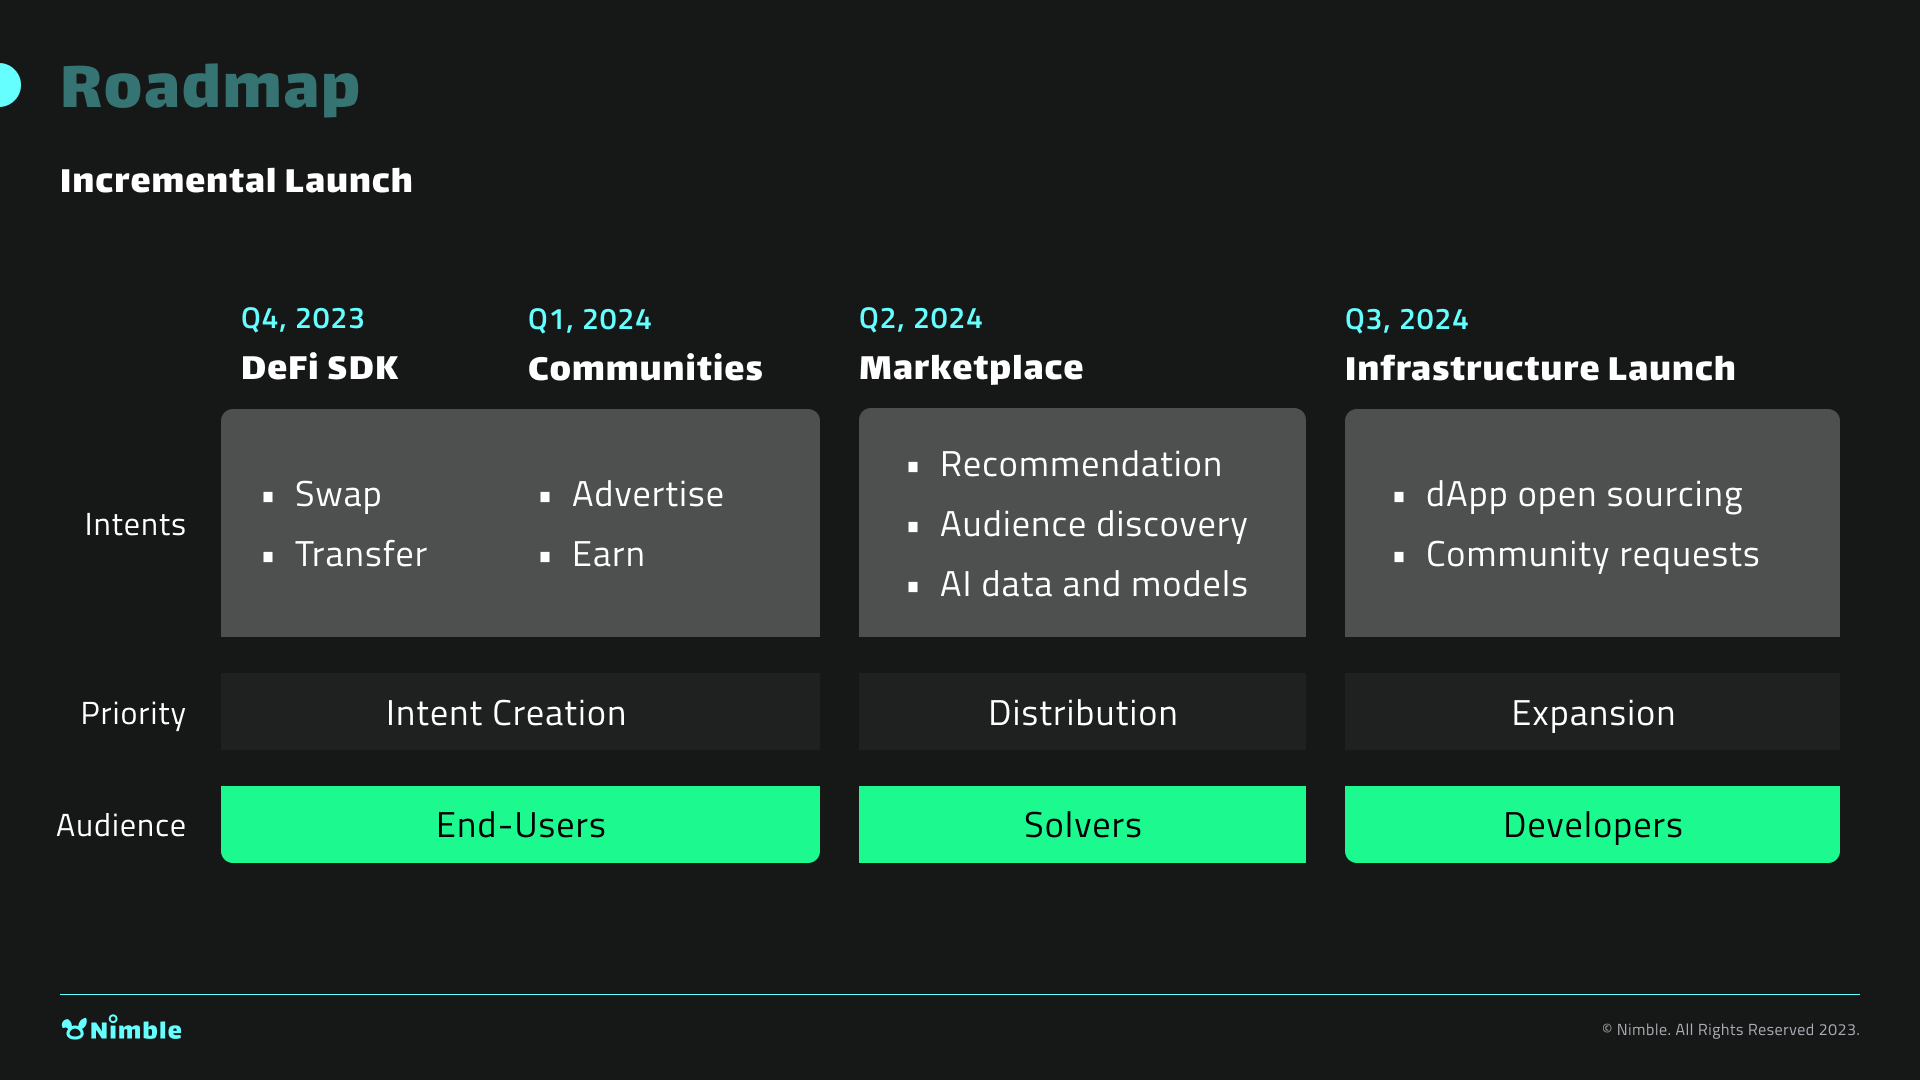 Roadmap
Incremental Launch
Q4, 2023
DeFi SDK
Q1, 2024
Communities
Q2, 2024
Marketplace
Q3, 2024
Infrastructure Launch
Intents
▪ Swap
▪ Transfer
▪ Advertise
▪ Earn
▪ Recommendation
▪ Audience discovery
▪ AI data and models
▪ dApp open sourcing
▪ Community requests
Priority
Intent Creation
Distribution
Expansion
Audience
End-Users
Solvers
Developers
Nimble
© Nimble. All Rights Reserved 2023.